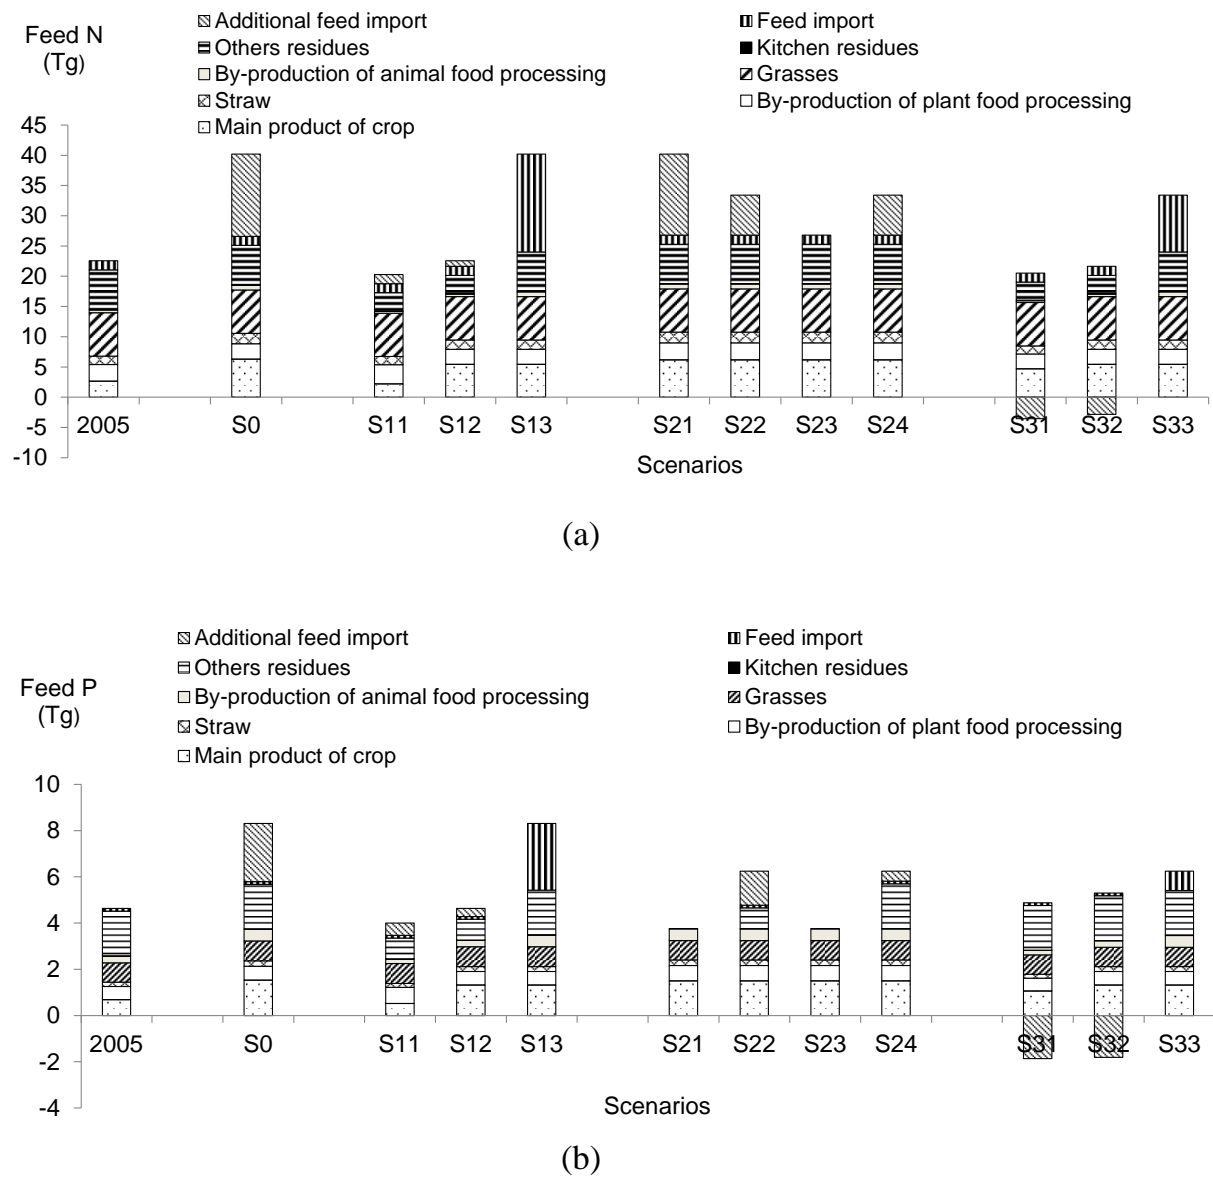 Feed N
(Tg)
Additional feed import
Feed import
Others residues
Kitchen residues
By-production of animal food processing
Grasses
Straw
By-production of plant food processing
Main product of crop
45
40
35
30
25
20
15
10
5
0
-5
-10
2005 S0 S11 S12 S13 S21 S22 S23 S24 S31 S32 S33
Scenarios
(a)
Feed P
(Tg)
Additional feed import
Feed import
Others residues
Kitchen residues
By-production of animal food processing
Grasses
Straw
By-production of plant food processing
Main product of crop
10
8
6
4
2
0
-2
-4
2005 S0 S11 S12 S13 S21 S22 S23 S24 S31 S32 S33
Scenarios
(b)